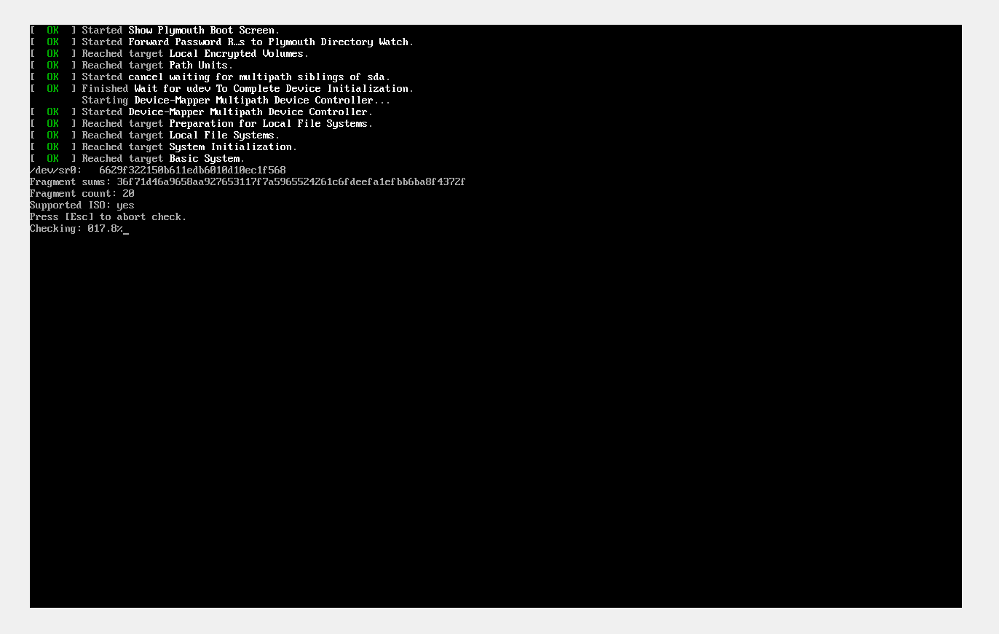 [  OK  ] Started Show Plymouth Boot Screen.
[  OK  ] Started Forward Password R…s to Plymouth Directory Watch.
[  OK  ] Reached target Local Encrypted Volumes.
[  OK  ] Reached target Path Units.
[  OK  ] Started cancel waiting for multipath siblings of sda.
[  OK  ] Finished Wait for udev To Complete Device Initialization.
         Starting Device-Mapper Multipath Device Controller...
[  OK  ] Started Device-Mapper Multipath Device Controller.
[  OK  ] Reached target Preparation for Local File Systems.
[  OK  ] Reached target Local File Systems.
[  OK  ] Reached target System Initialization.
[  OK  ] Reached target Basic System.
/dev/sr0:   6629f322150b611edb6010d10ec1f568
Fragment sums: 36f71d46a9658aa927653117f7a5965524261c6fdeefa1efbb6ba8f4372f
Fragment count: 20
Supported ISO: yes
Press [Esc] to abort check.
Checking: 017.8%_